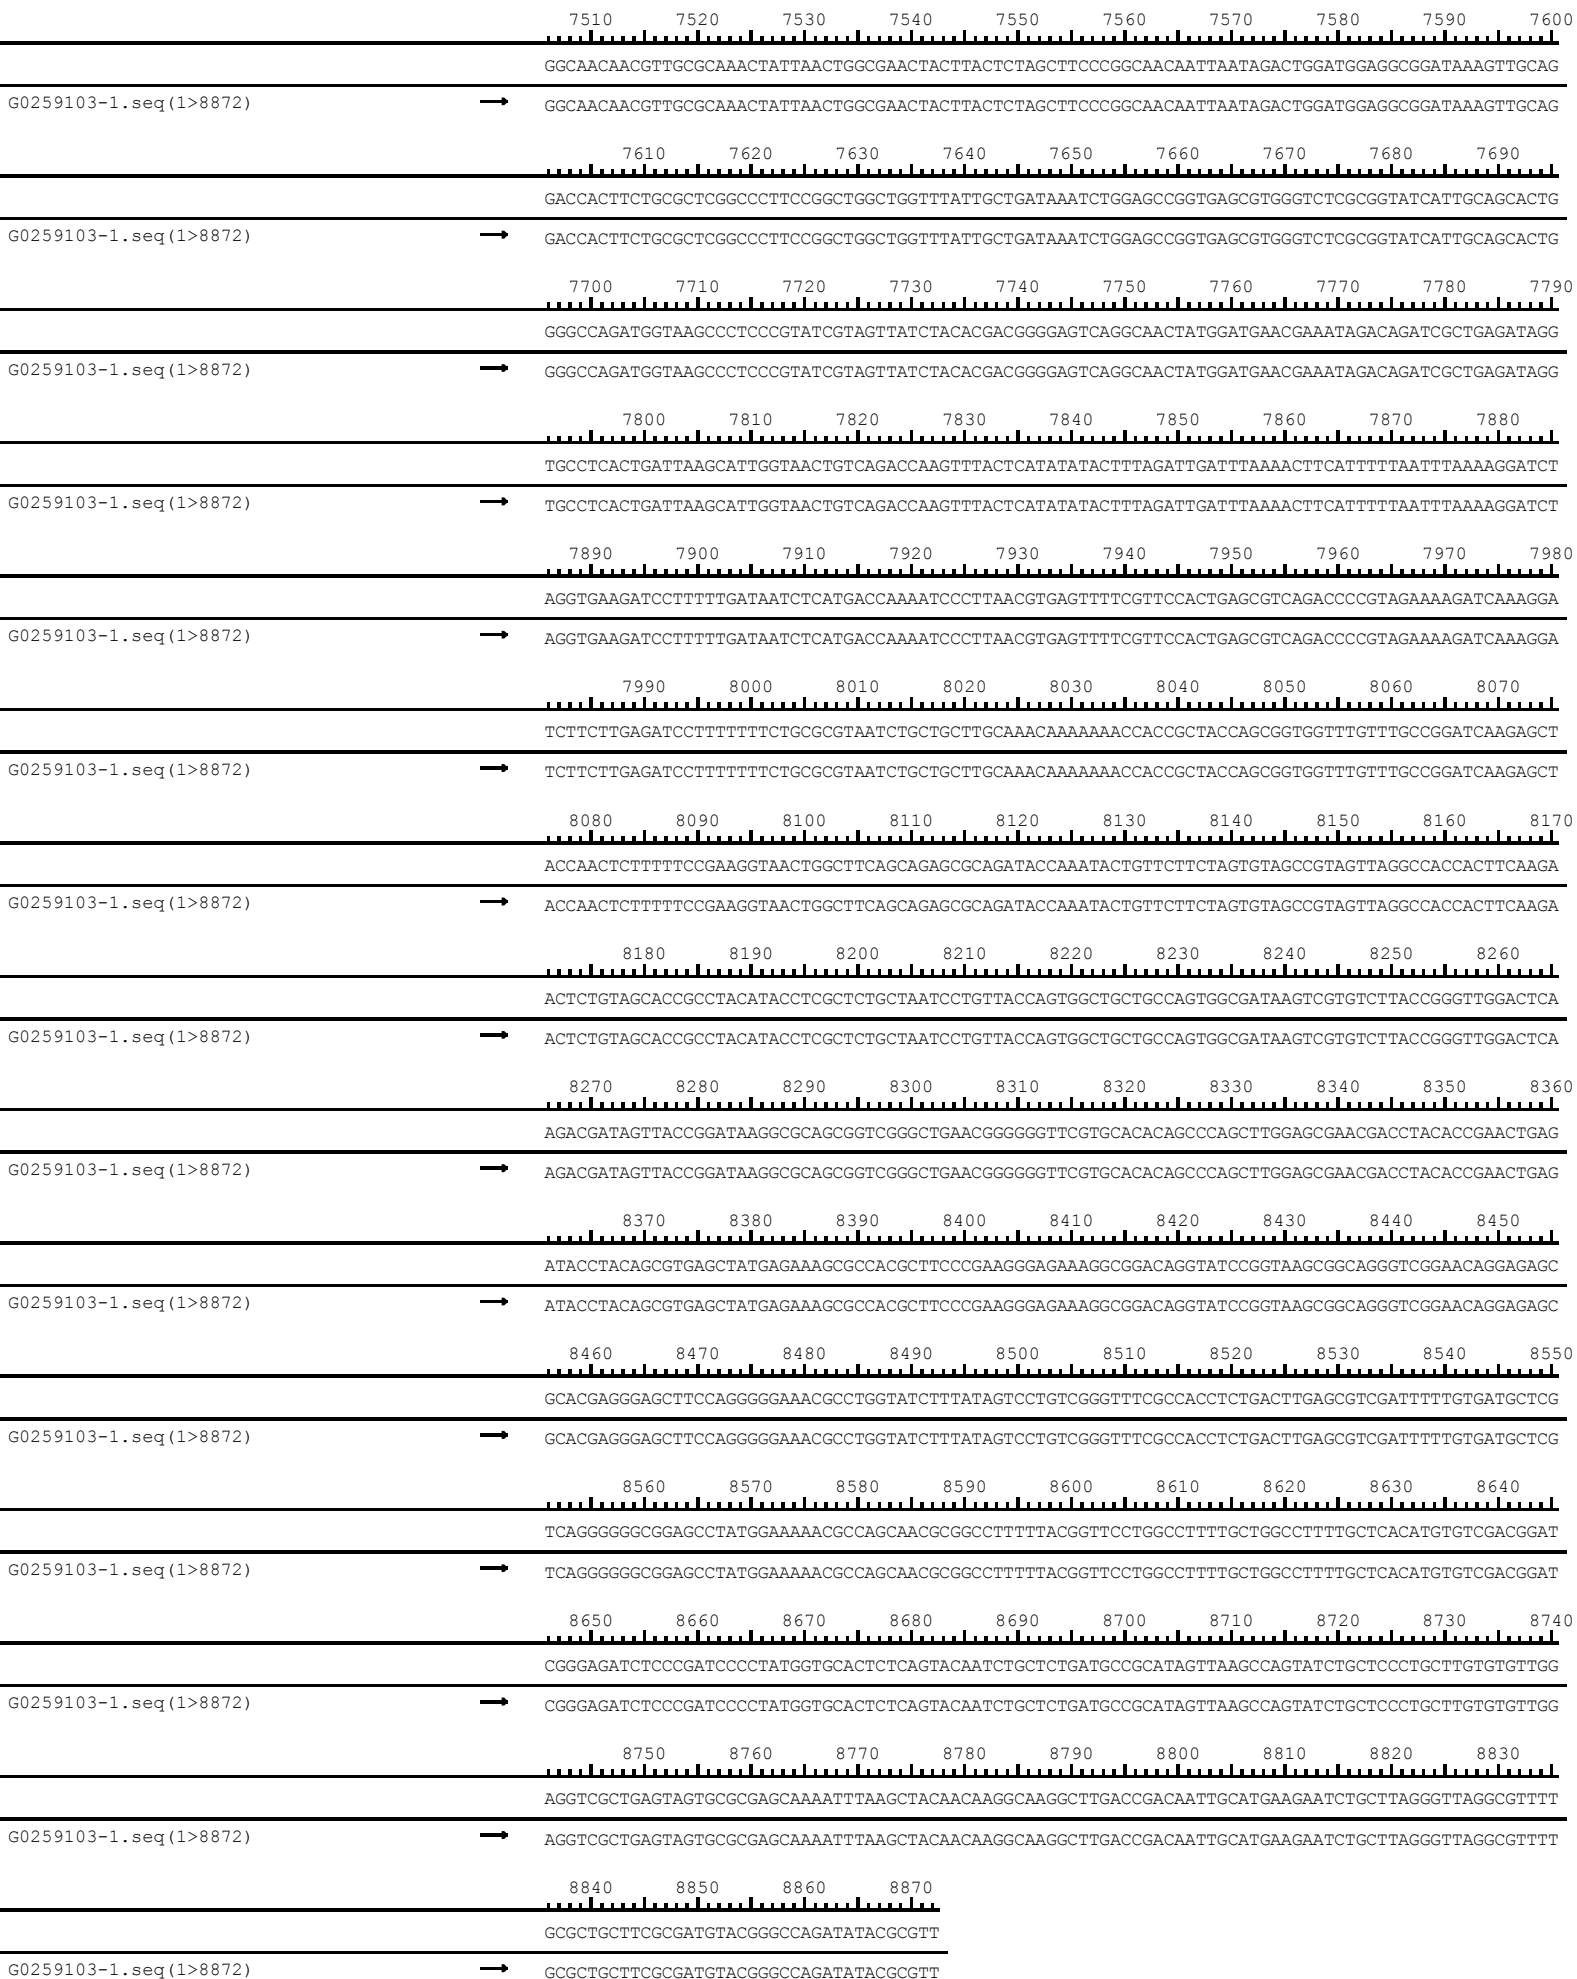 7510 7520 7530 7540 7550 7560 7570 7580 7590 7600
GGCAACAACGTTGCGCAAACTATTAACTGGCGAACTACTTACTCTAGCTTCCCGGCAACAATTAATAGACTGGATGGAGGCGGATAAAGTTGCAG
G0259103-1.seq(1>8872) → GGCAACAACGTTGCGCAAACTATTAACTGGCGAACTACTTACTCTAGCTTCCCGGCAACAATTAATAGACTGGATGGAGGCGGATAAAGTTGCAG
7610 7620 7630 7640 7650 7660 7670 7680 7690
GACCACTTCTGCGCTCGGCCCTTCCGGCTGGCTGGTTTATTGCTGATAAATCTGGAGCCGGTGAGCGTGGGTCTCGCGGTATCATTGCAGCACTG
G0259103-1.seq(1>8872) → GACCACTTCTGCGCTCGGCCCTTCCGGCTGGCTGGTTTATTGCTGATAAATCTGGAGCCGGTGAGCGTGGGTCTCGCGGTATCATTGCAGCACTG
7700 7710 7720 7730 7740 7750 7760 7770 7780 7790
GGGCCAGATGGTAAGCCCTCCCGTATCGTAGTTATCTACACGACGGGGAGTCAGGCAACTATGGATGAACGAAATAGACAGATCGCTGAGATAGG
G0259103-1.seq(1>8872) → GGGCCAGATGGTAAGCCCTCCCGTATCGTAGTTATCTACACGACGGGGAGTCAGGCAACTATGGATGAACGAAATAGACAGATCGCTGAGATAGG
7800 7810 7820 7830 7840 7850 7860 7870 7880
TGCCTCACTGATTAAGCATTGGTAACTGTCAGACCAAGTTTACTCATATATACTTTAGATTGATTTAAAACTTCATTTTTAATTTAAAAGGATCT
G0259103-1.seq(1>8872) → TGCCTCACTGATTAAGCATTGGTAACTGTCAGACCAAGTTTACTCATATATACTTTAGATTGATTTAAAACTTCATTTTTAATTTAAAAGGATCT
7890 7900 7910 7920 7930 7940 7950 7960 7970 7980
AGGTGAAGATCCTTTTTGATAATCTCATGACCAAAATCCCTTAACGTGAGTTTTCGTTCCACTGAGCGTCAGACCCCGTAGAAAAGATCAAAGGA
G0259103-1.seq(1>8872) → AGGTGAAGATCCTTTTTGATAATCTCATGACCAAAATCCCTTAACGTGAGTTTTCGTTCCACTGAGCGTCAGACCCCGTAGAAAAGATCAAAGGA
7990 8000 8010 8020 8030 8040 8050 8060 8070
TCTTCTTGAGATCCTTTTTTTCTGCGCGTAATCTGCTGCTTGCAAACAAAAAAACCACCGCTACCAGCGGTGGTTTGTTTGCCGGATCAAGAGCT
G0259103-1.seq(1>8872) → TCTTCTTGAGATCCTTTTTTTCTGCGCGTAATCTGCTGCTTGCAAACAAAAAAACCACCGCTACCAGCGGTGGTTTGTTTGCCGGATCAAGAGCT
8080 8090 8100 8110 8120 8130 8140 8150 8160 8170
ACCAACTCTTTTTCCGAAGGTAACTGGCTTCAGCAGAGCGCAGATACCAAATACTGTTCTTCTAGTGTAGCCGTAGTTAGGCCACCACTTCAAGA
G0259103-1.seq(1>8872) → ACCAACTCTTTTTCCGAAGGTAACTGGCTTCAGCAGAGCGCAGATACCAAATACTGTTCTTCTAGTGTAGCCGTAGTTAGGCCACCACTTCAAGA
8180 8190 8200 8210 8220 8230 8240 8250 8260
ACTCTGTAGCACCGCCTACATACCTCGCTCTGCTAATCCTGTTACCAGTGGCTGCTGCCAGTGGCGATAAGTCGTGTCTTACCGGGTTGGACTCA
G0259103-1.seq(1>8872) → ACTCTGTAGCACCGCCTACATACCTCGCTCTGCTAATCCTGTTACCAGTGGCTGCTGCCAGTGGCGATAAGTCGTGTCTTACCGGGTTGGACTCA
8270 8280 8290 8300 8310 8320 8330 8340 8350 8360
AGACGATAGTTACCGGATAAGGCGCAGCGGTCGGGCTGAACGGGGGGTTCGTGCACACAGCCCAGCTTGGAGCGAACGACCTACACCGAACTGAG
G0259103-1.seq(1>8872) → AGACGATAGTTACCGGATAAGGCGCAGCGGTCGGGCTGAACGGGGGGTTCGTGCACACAGCCCAGCTTGGAGCGAACGACCTACACCGAACTGAG
8370 8380 8390 8400 8410 8420 8430 8440 8450
ATACCTACAGCGTGAGCTATGAGAAAGCGCCACGCTTCCCGAAGGGAGAAAGGCGGACAGGTATCCGGTAAGCGGCAGGGTCGGAACAGGAGAGC
G0259103-1.seq(1>8872) → ATACCTACAGCGTGAGCTATGAGAAAGCGCCACGCTTCCCGAAGGGAGAAAGGCGGACAGGTATCCGGTAAGCGGCAGGGTCGGAACAGGAGAGC
8460 8470 8480 8490 8500 8510 8520 8530 8540 8550
GCACGAGGGAGCTTCCAGGGGGAAACGCCTGGTATCTTTATAGTCCTGTCGGGTTTCGCCACCTCTGACTTGAGCGTCGATTTTTGTGATGCTCG
G0259103-1.seq(1>8872) → GCACGAGGGAGCTTCCAGGGGGAAACGCCTGGTATCTTTATAGTCCTGTCGGGTTTCGCCACCTCTGACTTGAGCGTCGATTTTTGTGATGCTCG
8560 8570 8580 8590 8600 8610 8620 8630 8640
TCAGGGGGGCGGAGCCTATGGAAAAACGCCAGCAACGCGGCCTTTTTACGGTTCCTGGCCTTTTGCTGGCCTTTTGCTCACATGTGTCGACGGAT
G0259103-1.seq(1>8872) → TCAGGGGGGCGGAGCCTATGGAAAAACGCCAGCAACGCGGCCTTTTTACGGTTCCTGGCCTTTTGCTGGCCTTTTGCTCACATGTGTCGACGGAT
8650 8660 8670 8680 8690 8700 8710 8720 8730 8740
CGGGAGATCTCCCGATCCCCTATGGTGCACTCTCAGTACAATCTGCTCTGATGCCGCATAGTTAAGCCAGTATCTGCTCCCTGCTTGTGTGTTGG
G0259103-1.seq(1>8872) → CGGGAGATCTCCCGATCCCCTATGGTGCACTCTCAGTACAATCTGCTCTGATGCCGCATAGTTAAGCCAGTATCTGCTCCCTGCTTGTGTGTTGG
8750 8760 8770 8780 8790 8800 8810 8820 8830
AGGTCGCTGAGTAGTGCGCGAGCAAAATTTAAGCTACAACAAGGCAAGGCTTGACCGACAATTGCATGAAGAATCTGCTTAGGGTTAGGCGTTTT
G0259103-1.seq(1>8872) → AGGTCGCTGAGTAGTGCGCGAGCAAAATTTAAGCTACAACAAGGCAAGGCTTGACCGACAATTGCATGAAGAATCTGCTTAGGGTTAGGCGTTTT
8840 8850 8860 8870
GCGCTGCTTCGCGATGTACGGGCCAGATATACGCGTT
G0259103-1.seq(1>8872) → GCGCTGCTTCGCGATGTACGGGCCAGATATACGCGTT